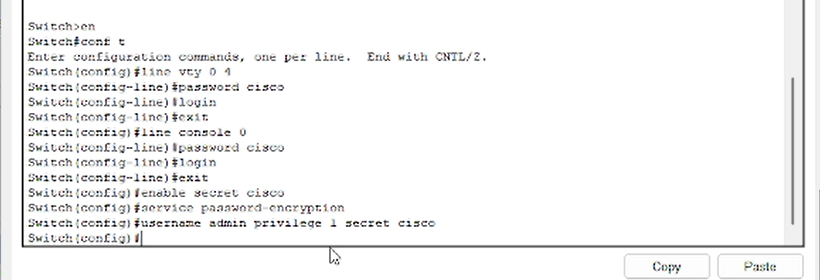 Switch>en
Switch#conf t
Enter configuration commands, one per line.  End with CNTL/Z.
Switch(config)#line vty 0 4
Switch(config-line)#password cisco
Switch(config-line)#login
Switch(config-line)#exit
Switch(config)#line console 0
Switch(config-line)#password cisco
Switch(config-line)#login
Switch(config-line)#exit
Switch(config)#enable secret cisco
Switch(config)#service password-encryption
Switch(config)#username admin privilege 1 secret cisco
Switch(config)#
Copy
Paste